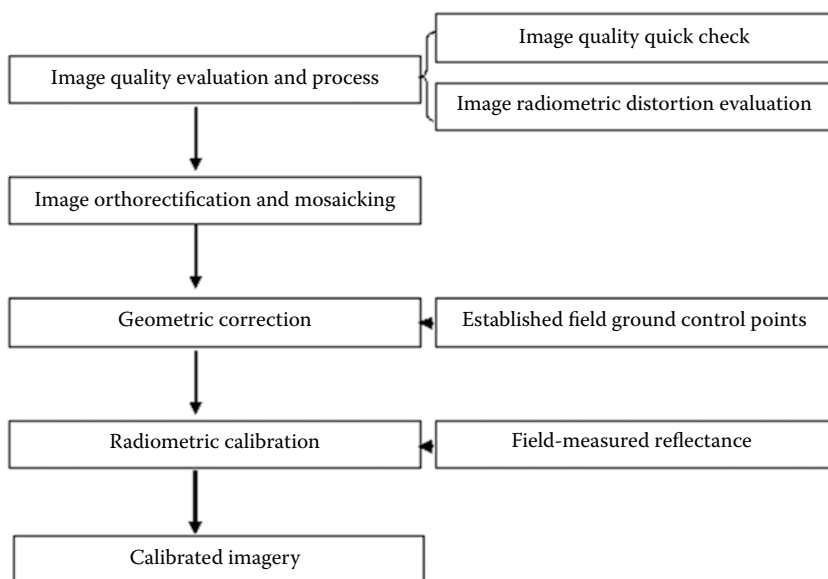 Image quality quick check
Image quality evaluation and process
Image radiometric distortion evaluation
Image orthorectification and mosaicking
Geometric correction
Established field ground control points
Radiometric calibration
Field-measured reflectance
Calibrated imagery